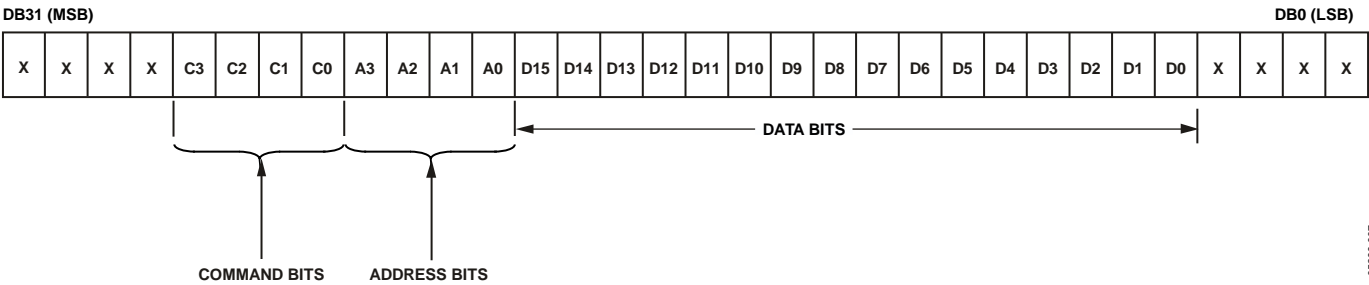 DB31 (MSB) DB0 (LSB)
X X X X C3 C2 C1 C0 A3 A2 A1 A0 D15 D14 D13 D12 D11 D10 D9 D8 D7 D6 D5 D4 D3 D2 D1 D0 X X X X
DATA BITS
COMMAND BITS ADDRESS BITS